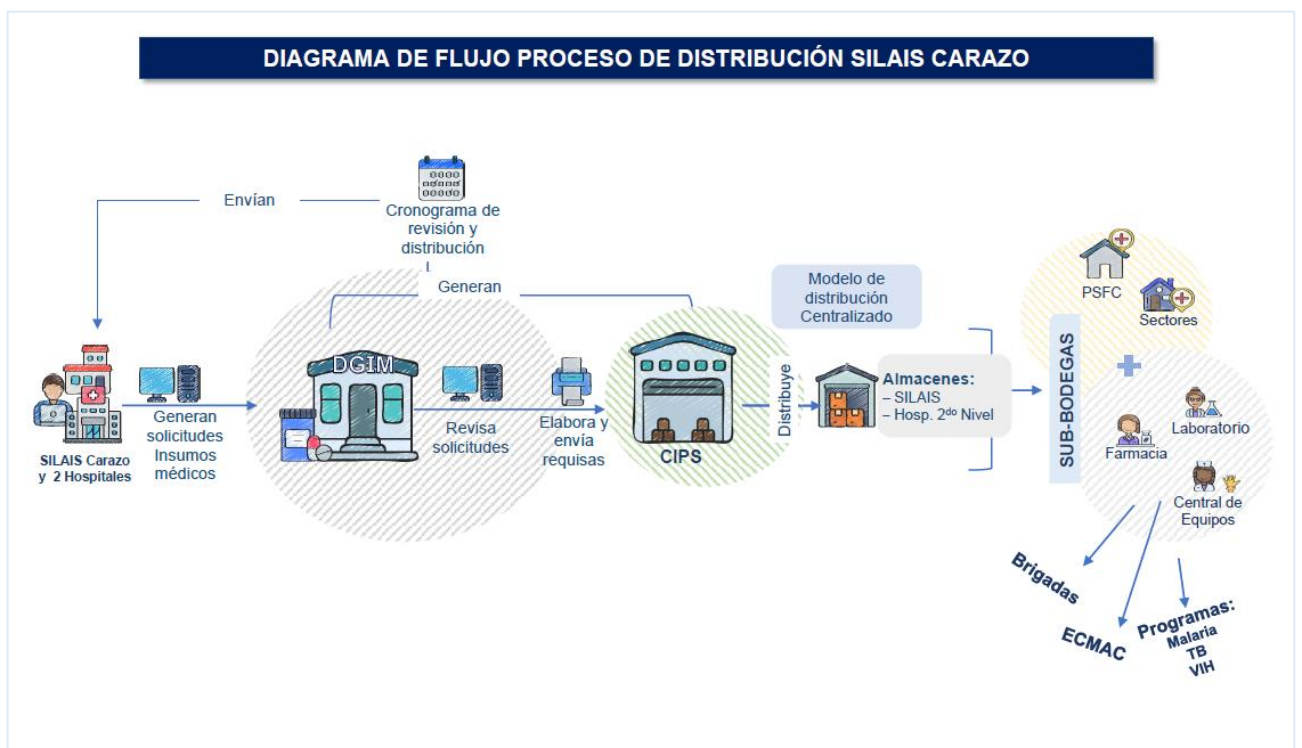 DIAGRAMA DE FLUJO PROCESO DE DISTRIBUCIÓN SILAIS CARAZO
Envían
Cronograma de
revisión y
distribución
Generan
Modelo de
distribución
Centralizado
PSFC
Sectores
SILAIS Carazo
y 2 Hospitales
Generan
solicitudes
Insumos
médicos
DGIM
Revisa
solicitudes
Elabora y
envía
requisas
CIPS
Distribuye
Almacenes:
– SILAIS
– Hosp. 2do Nivel
SUB-BODEGAS
Laboratorio
Farmacia
Central de
Equipos
Brigadas
ECMAC
Programas:
Malaria
TB
VIH